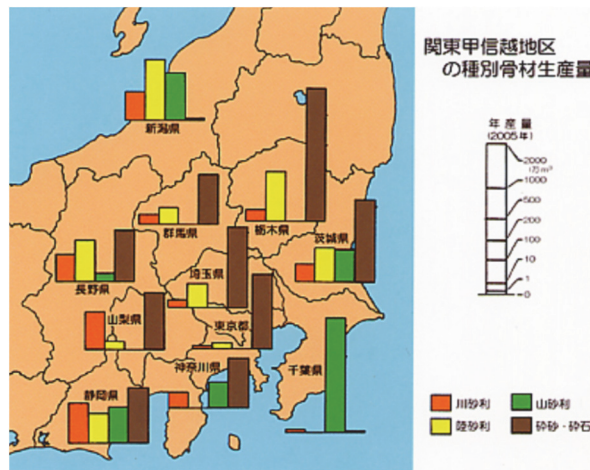 関東甲信越地区
の種別骨材生産量
年産量
(2005年)
2000
(万m³)
1000
500
200
100
10
1
0
新潟県
群馬県
栃木県
茨城県
長野県
埼玉県
山梨県
東京都
神奈川県
千葉県
静岡県
川砂利
山砂利
陸砂利
砕砂・砕石